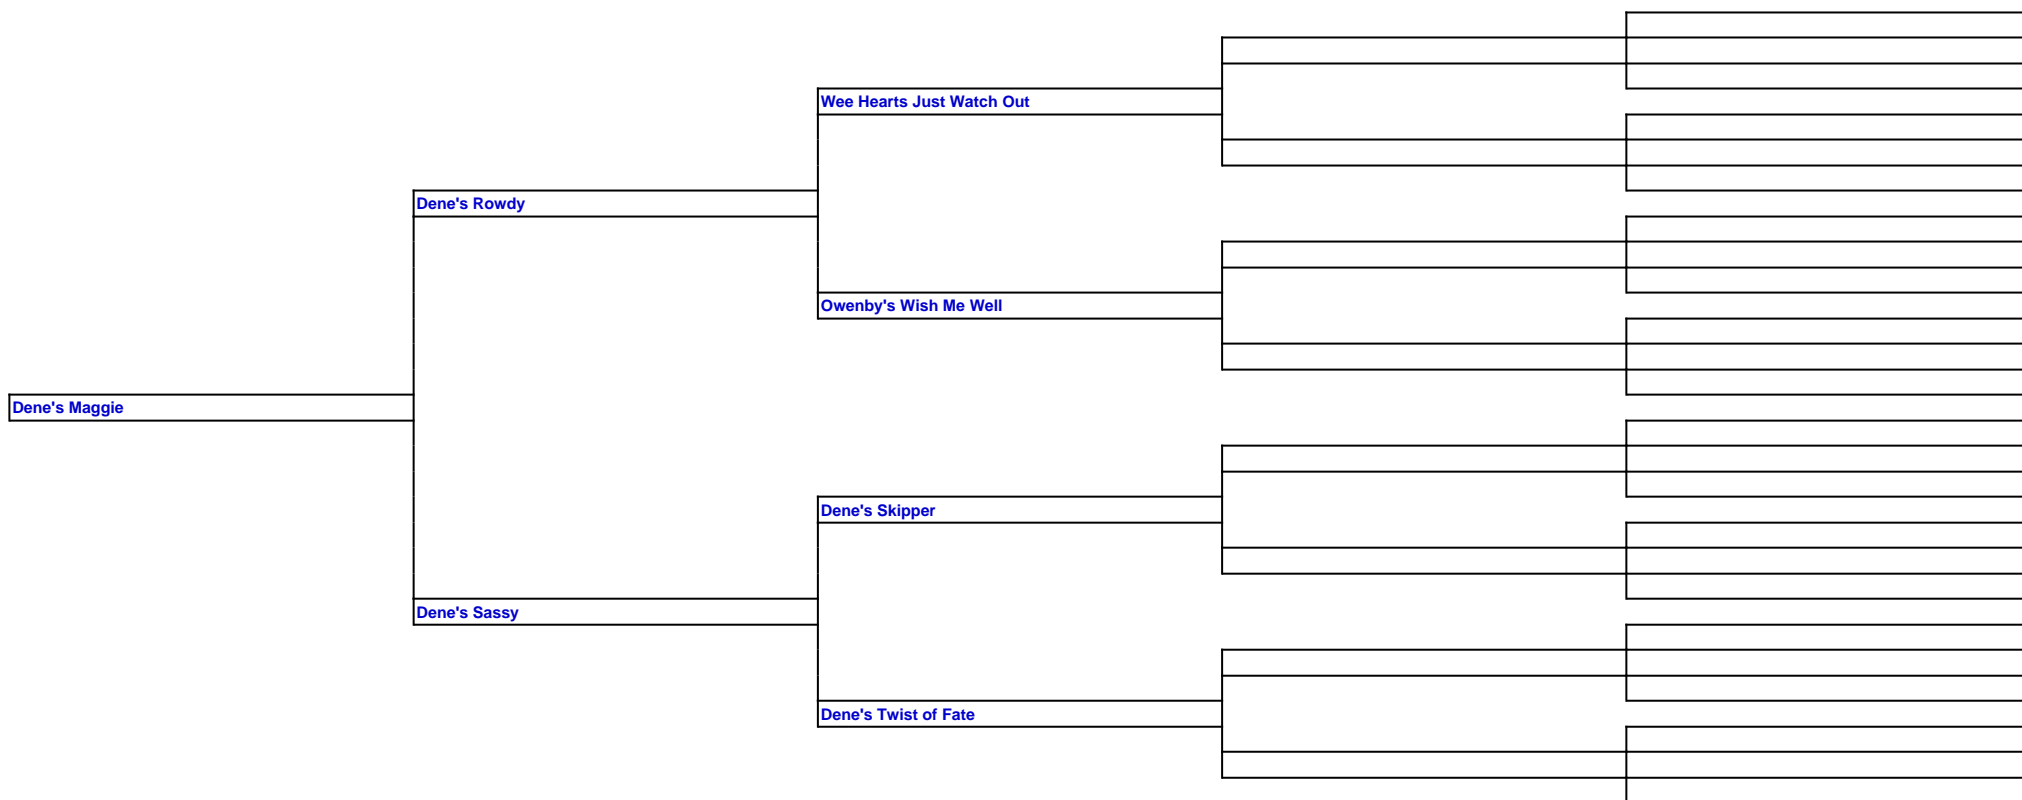 Wee Hearts Just Watch Out
Dene's Rowdy
Owenby's Wish Me Well
Dene's Maggie
Dene's Skipper
Dene's Sassy
Dene's Twist of Fate